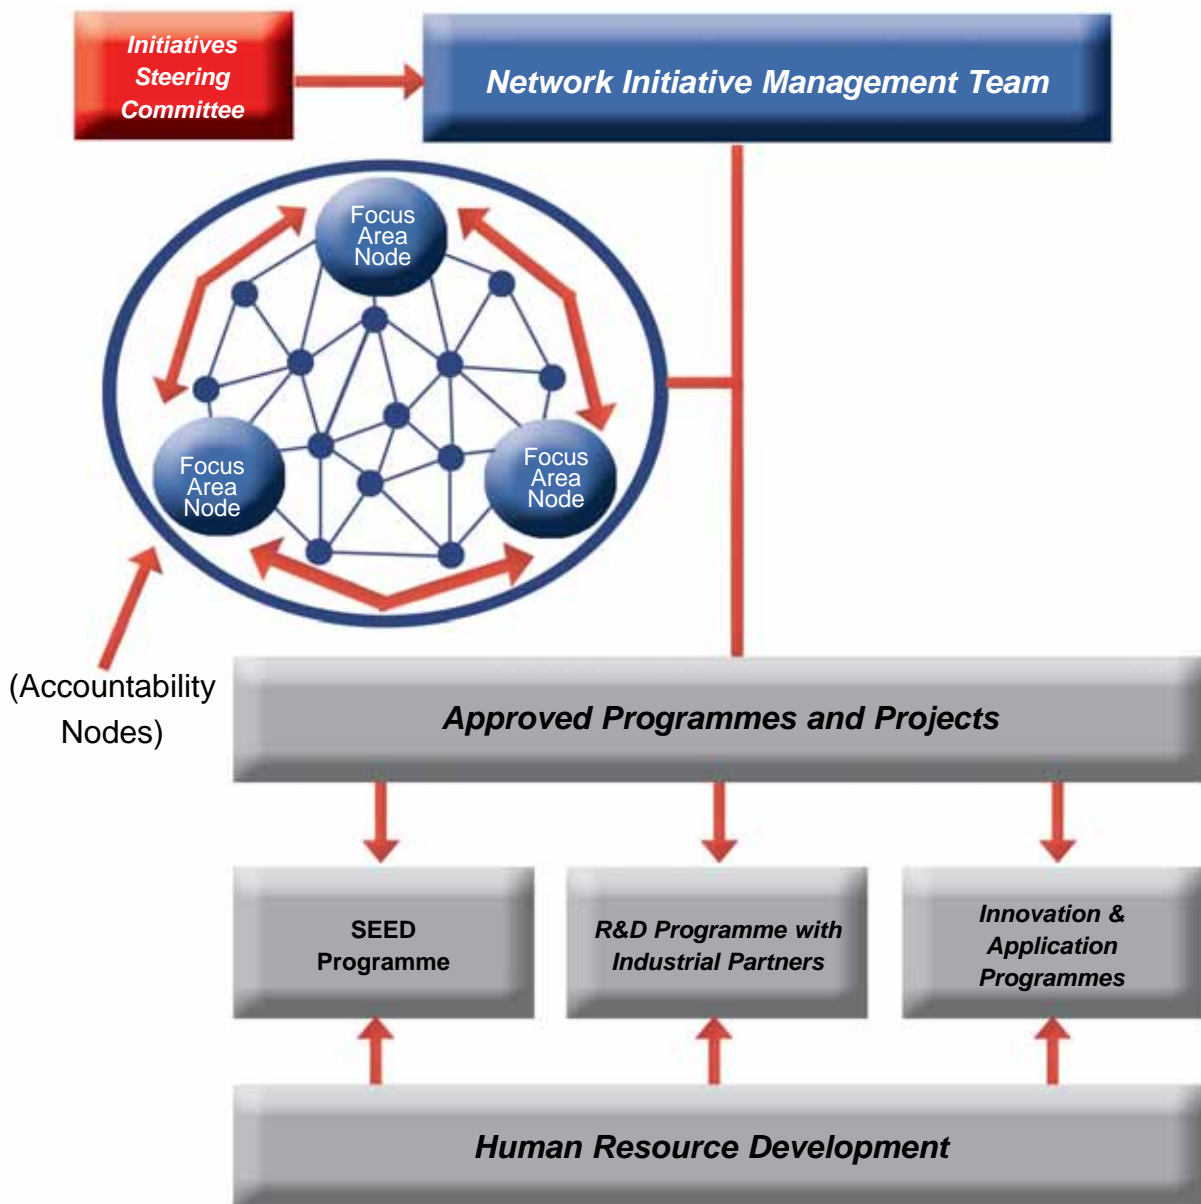 Initiatives
Steering
Committee
Network Initiative Management Team
Focus
Area
Node
Focus
Area
Node
Focus
Area
Node
(Accountability
Nodes)
Approved Programmes and Projects
SEED
Programme
R&D Programme with
Industrial Partners
Innovation &
Application
Programmes
Human Resource Development